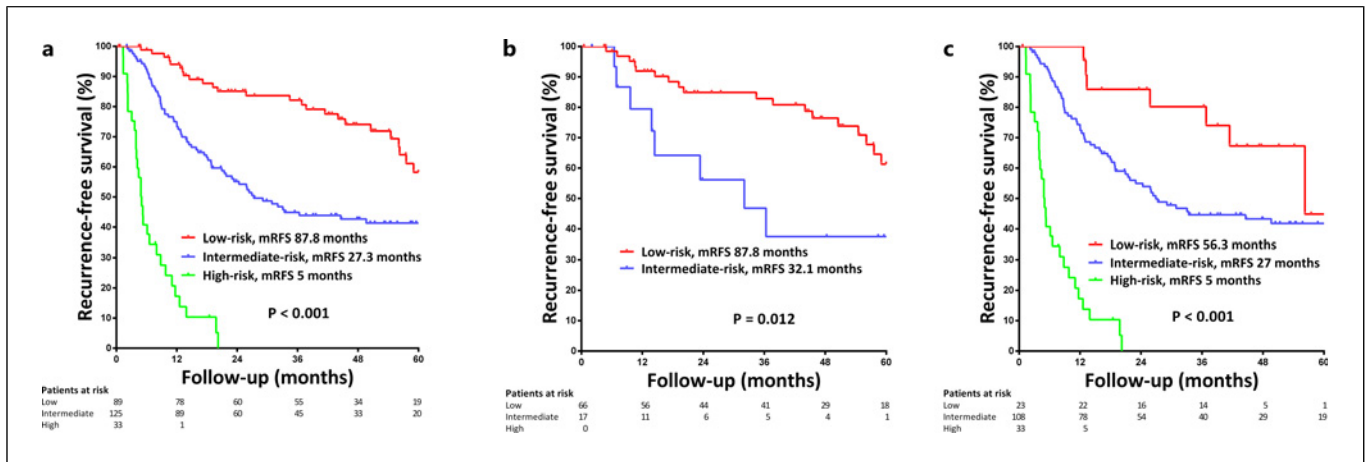 a
Recurrence-free survival (%)
100
90
80
70
60
50
40
30
20
10
0
Low-risk, mRFS 87.8 months
Intermediate-risk, mRFS 27.3 months
High-risk, mRFS 5 months
P < 0.001
0 12 24 36 48 60
Follow-up (months)
Patients at risk
Low 89 78 60 55 34 19
Intermediate 125 89 60 45 33 20
High 33 1
b
Recurrence-free survival (%)
100
90
80
70
60
50
40
30
20
10
0
Low-risk, mRFS 87.8 months
Intermediate-risk, mRFS 32.1 months
P = 0.012
0 12 24 36 48 60
Follow-up (months)
Patients at risk
Low 66 56 44 41 29 18
Intermediate 17 11 6 5 4 1
High 0
c
Recurrence-free survival (%)
100
90
80
70
60
50
40
30
20
10
0
Low-risk, mRFS 56.3 months
Intermediate-risk, mRFS 27 months
High-risk, mRFS 5 months
P < 0.001
0 12 24 36 48 60
Follow-up (months)
Patients at risk
Low 23 22 16 14 5 1
Intermediate 108 78 54 40 29 19
High 33 5